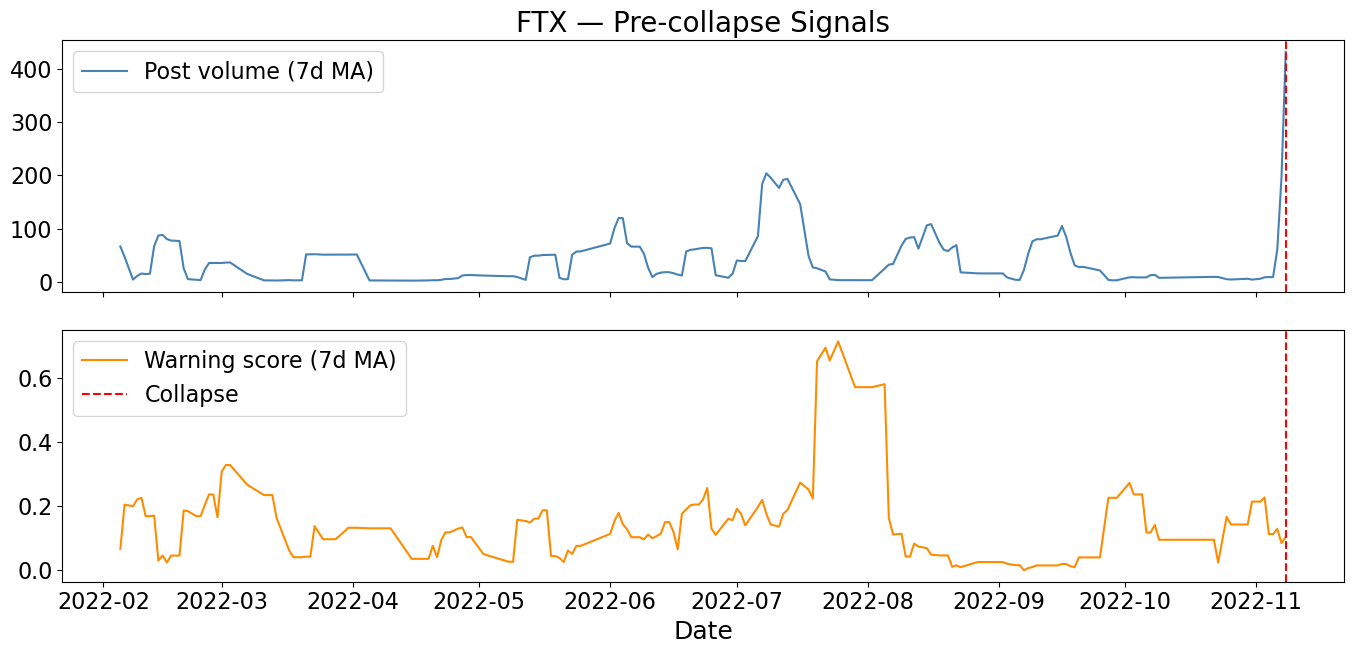 FTX — Pre-collapse Signals
400
300
200
100
0
Post volume (7d MA)
0.6
0.4
0.2
0.0
Warning score (7d MA)
Collapse
2022-02 2022-03 2022-04 2022-05 2022-06 2022-07 2022-08 2022-09 2022-10 2022-11
Date